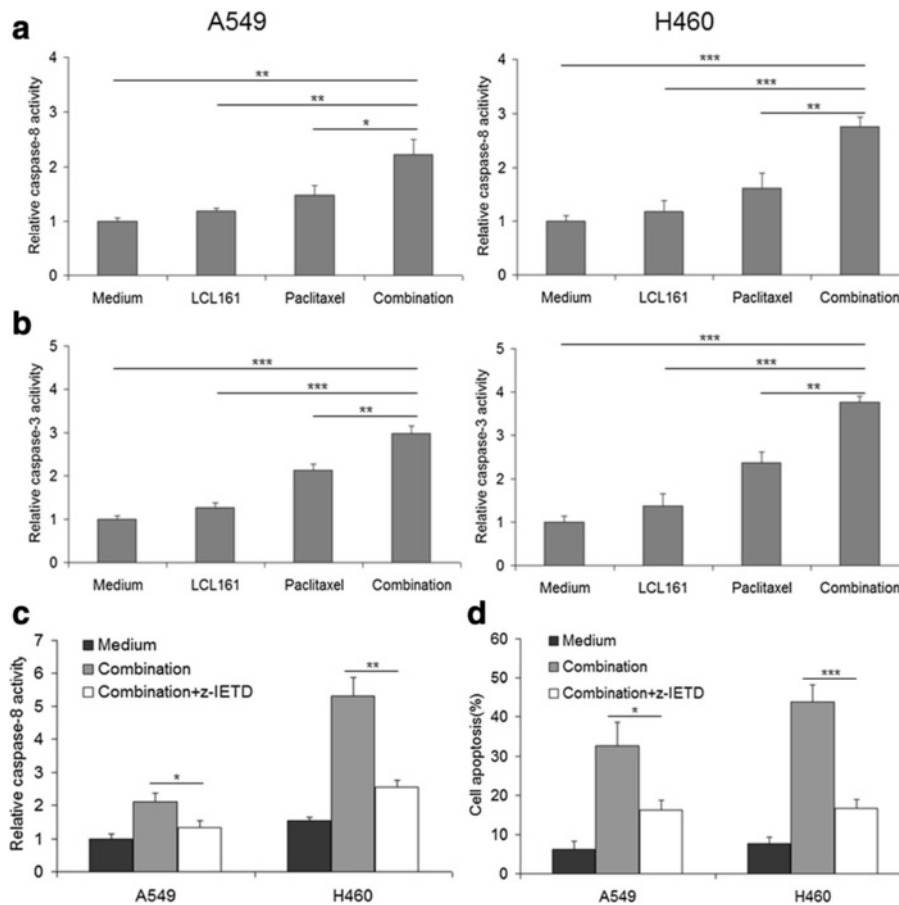 a
A549
H460
Relative caspase-8 activity
4
3
2
1
0
**
**
*
Medium
LCL161
Paclitaxel
Combination
Relative caspase-8 acitivity
4
3
2
1
0
***
***
**
Medium
LCL161
Paclitaxel
Combination
b
Relative caspase-3 acitivity
5
4
3
2
1
0
***
***
**
Medium
LCL161
Paclitaxel
Combination
Relative caspase-3 activity
5
4
3
2
1
0
***
***
**
Medium
LCL161
Paclitaxel
Combination
c
Relative caspase-8 activity
7
6
5
4
3
2
1
0
Medium
Combination
Combination+z-IETD
*
**
A549
H460
d
Cell apoptosis(%)
60
50
40
30
20
10
0
Medium
Combination
Combination+z-IETD
*
***
A549
H460